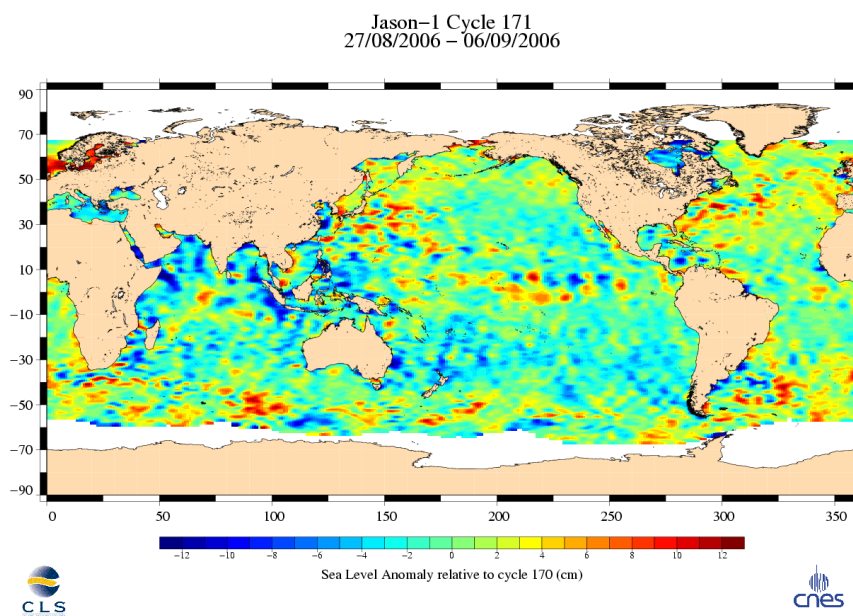 Jason−1 Cycle 171
27/08/2006 − 06/09/2006
90
70
50
30
10
−10
−30
−50
−70
−90
0 50 100 150 200 250 300 350
−12 −10 −8 −6 −4 −2 0 2 4 6 8 10 12
Sea Level Anomaly relative to cycle 170 (cm)
CLS
cnes